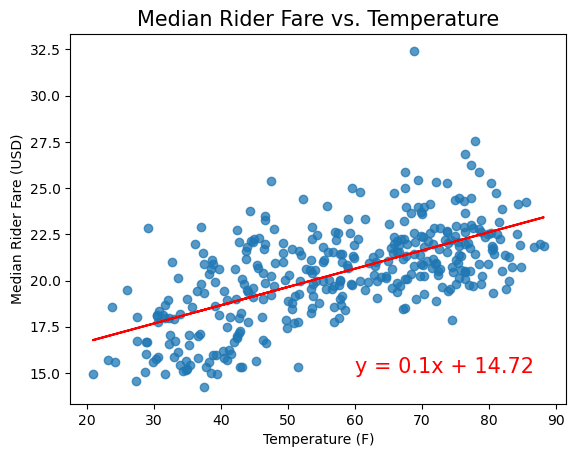 Median Rider Fare vs. Temperature
Median Rider Fare (USD)
32.5
30.0
27.5
25.0
22.5
20.0
17.5
15.0
y = 0.1x + 14.72
20 30 40 50 60 70 80 90
Temperature (F)